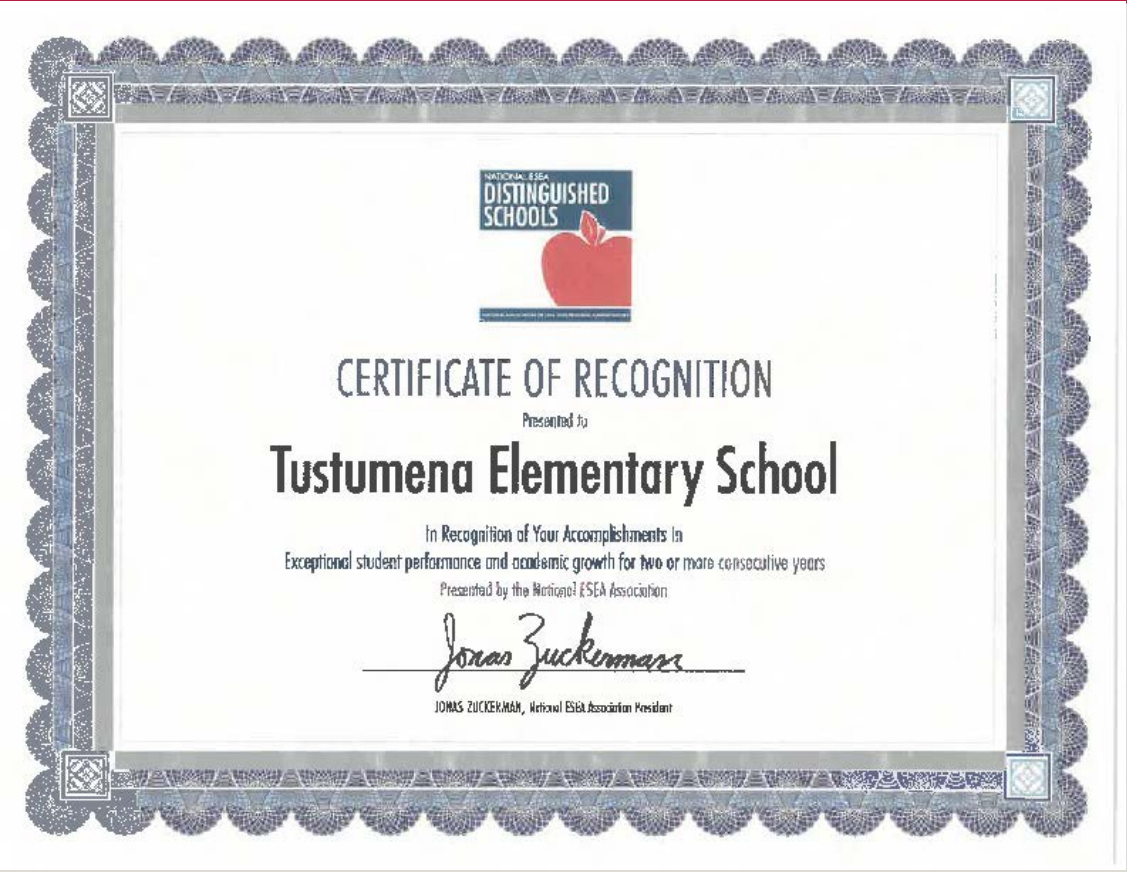 NATIONAL ESEA
DISTINGUISHED
SCHOOLS
CERTIFICATE OF RECOGNITION
Presented to
Tustumena Elementary School
In Recognition of Your Accomplishments In
Exceptional student performance and academic growth for two or more consecutive years
Presented by the National ESEA Association
Jonas Zuckerman
JONAS ZUCKERMAN, National ESEA Association President